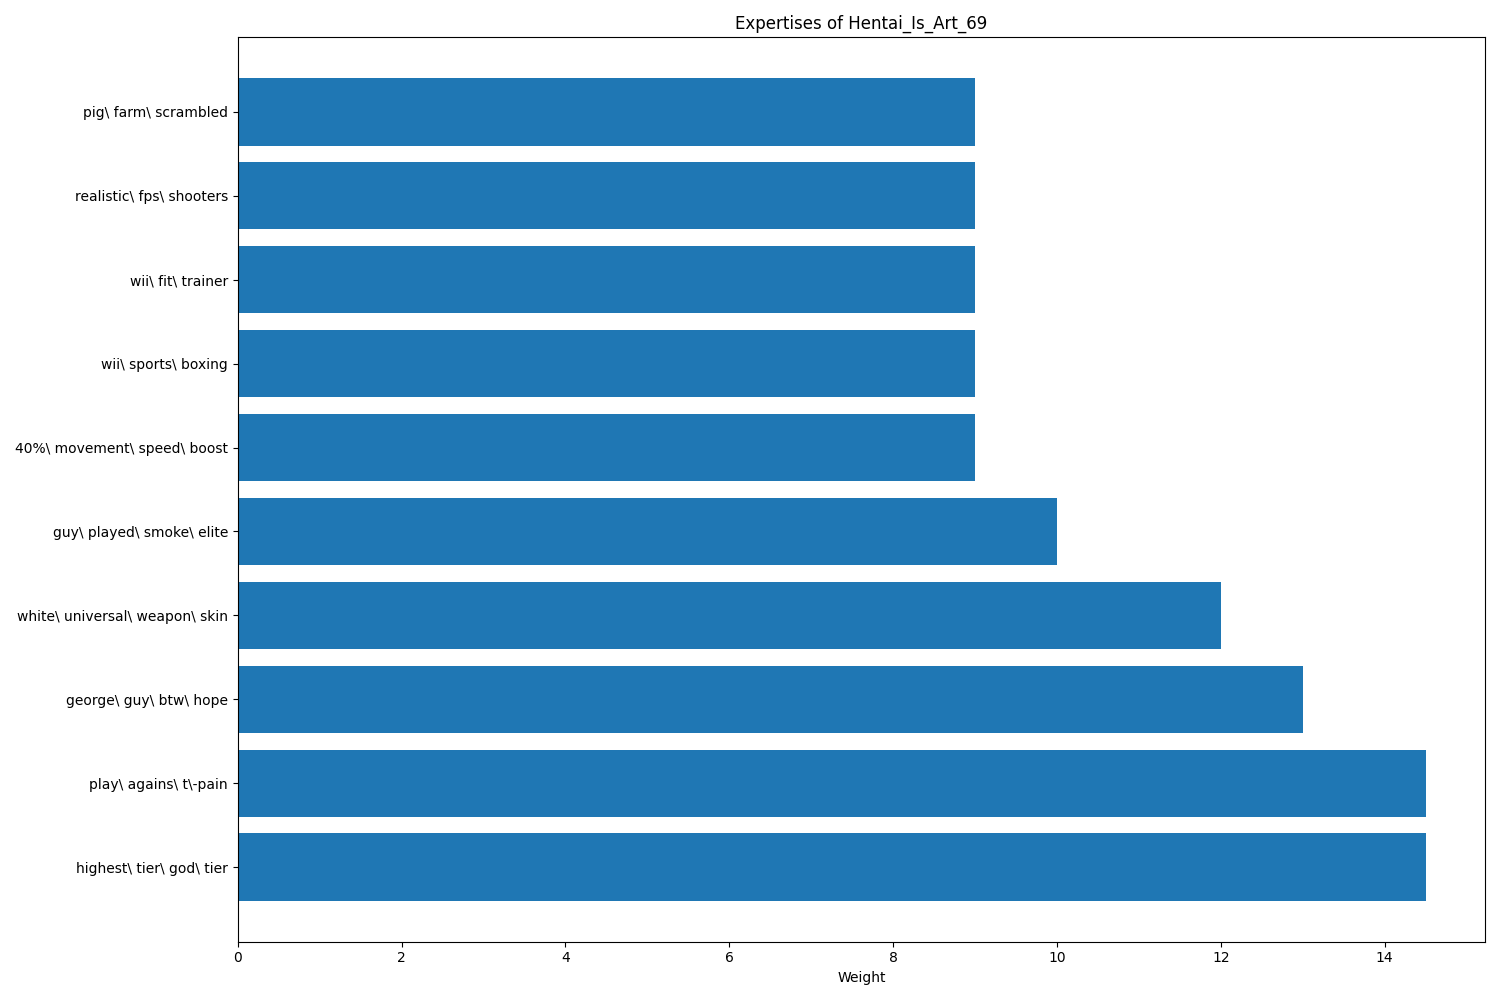 Expertises of Hentai_Is_Art_69
pig\ farm\ scrambled
realistic\ fps\ shooters
wii\ fit\ trainer
wii\ sports\ boxing
40%\ movement\ speed\ boost
guy\ played\ smoke\ elite
white\ universal\ weapon\ skin
george\ guy\ btw\ hope
play\ agains\ t\-pain
highest\ tier\ god\ tier
0 2 4 6 8 10 12 14
Weight